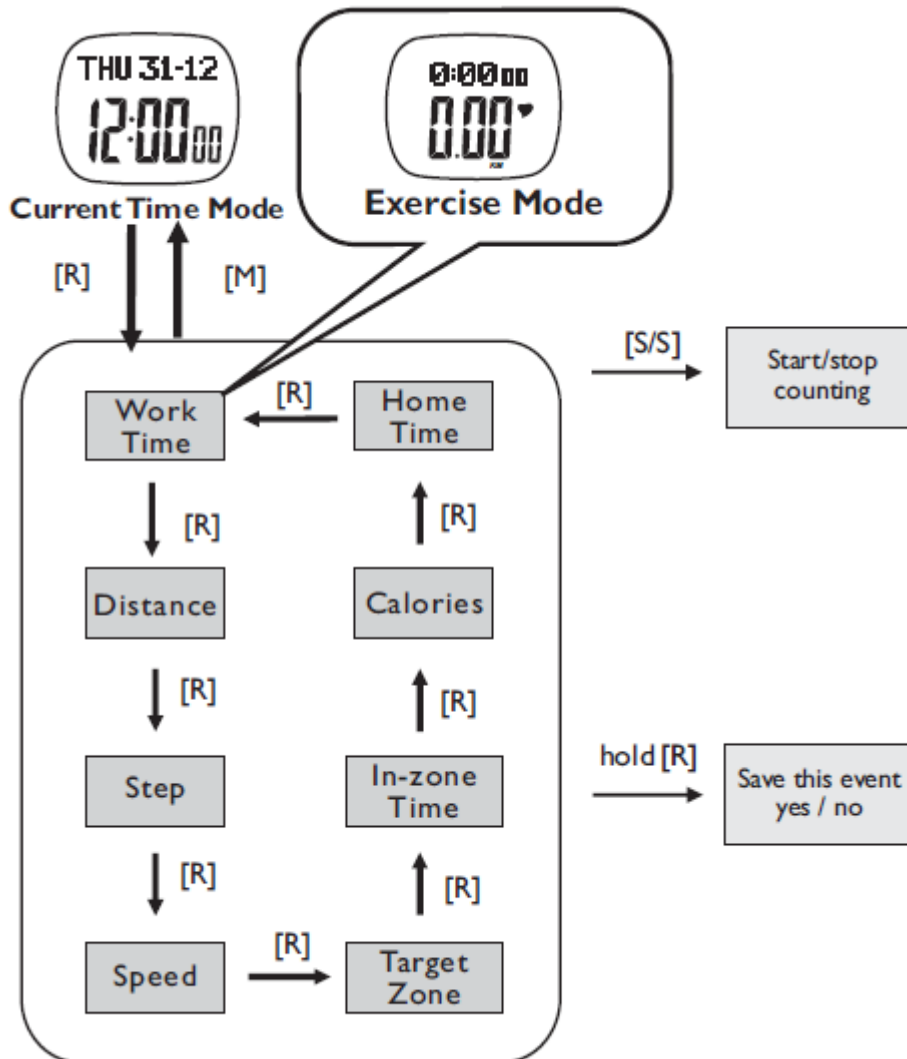 THU 31-12
12:00 00
Current Time Mode
0:00 00
0.00
KM
Exercise Mode
[R]
[M]
[S/S]
Start/stop
counting
Work
Time
[R]
Home
Time
[R]
[R]
Distance
Calories
[R]
[R]
hold [R]
Save this event
yes / no
Step
In-zone
Time
[R]
[R]
Speed
[R]
Target
Zone